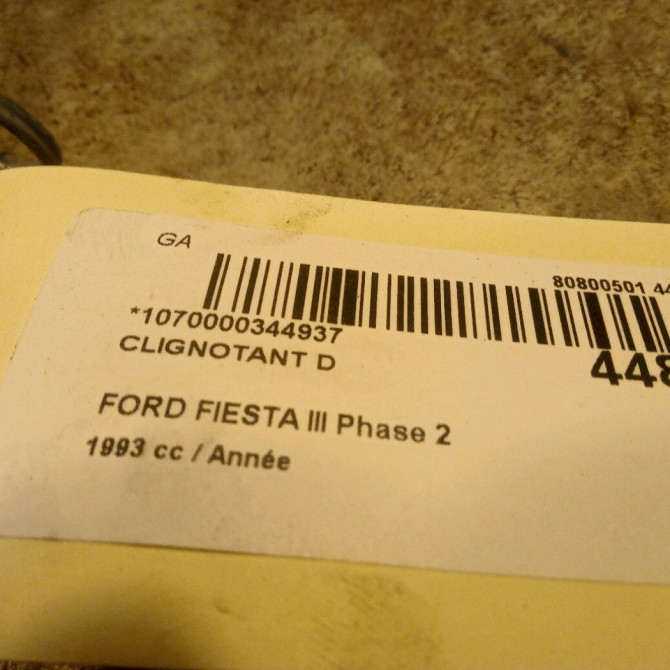 GA
80800501 44
*1070000344937
448
CLIGNOTANT D
FORD FIESTA III Phase 2
1993 cc / Année